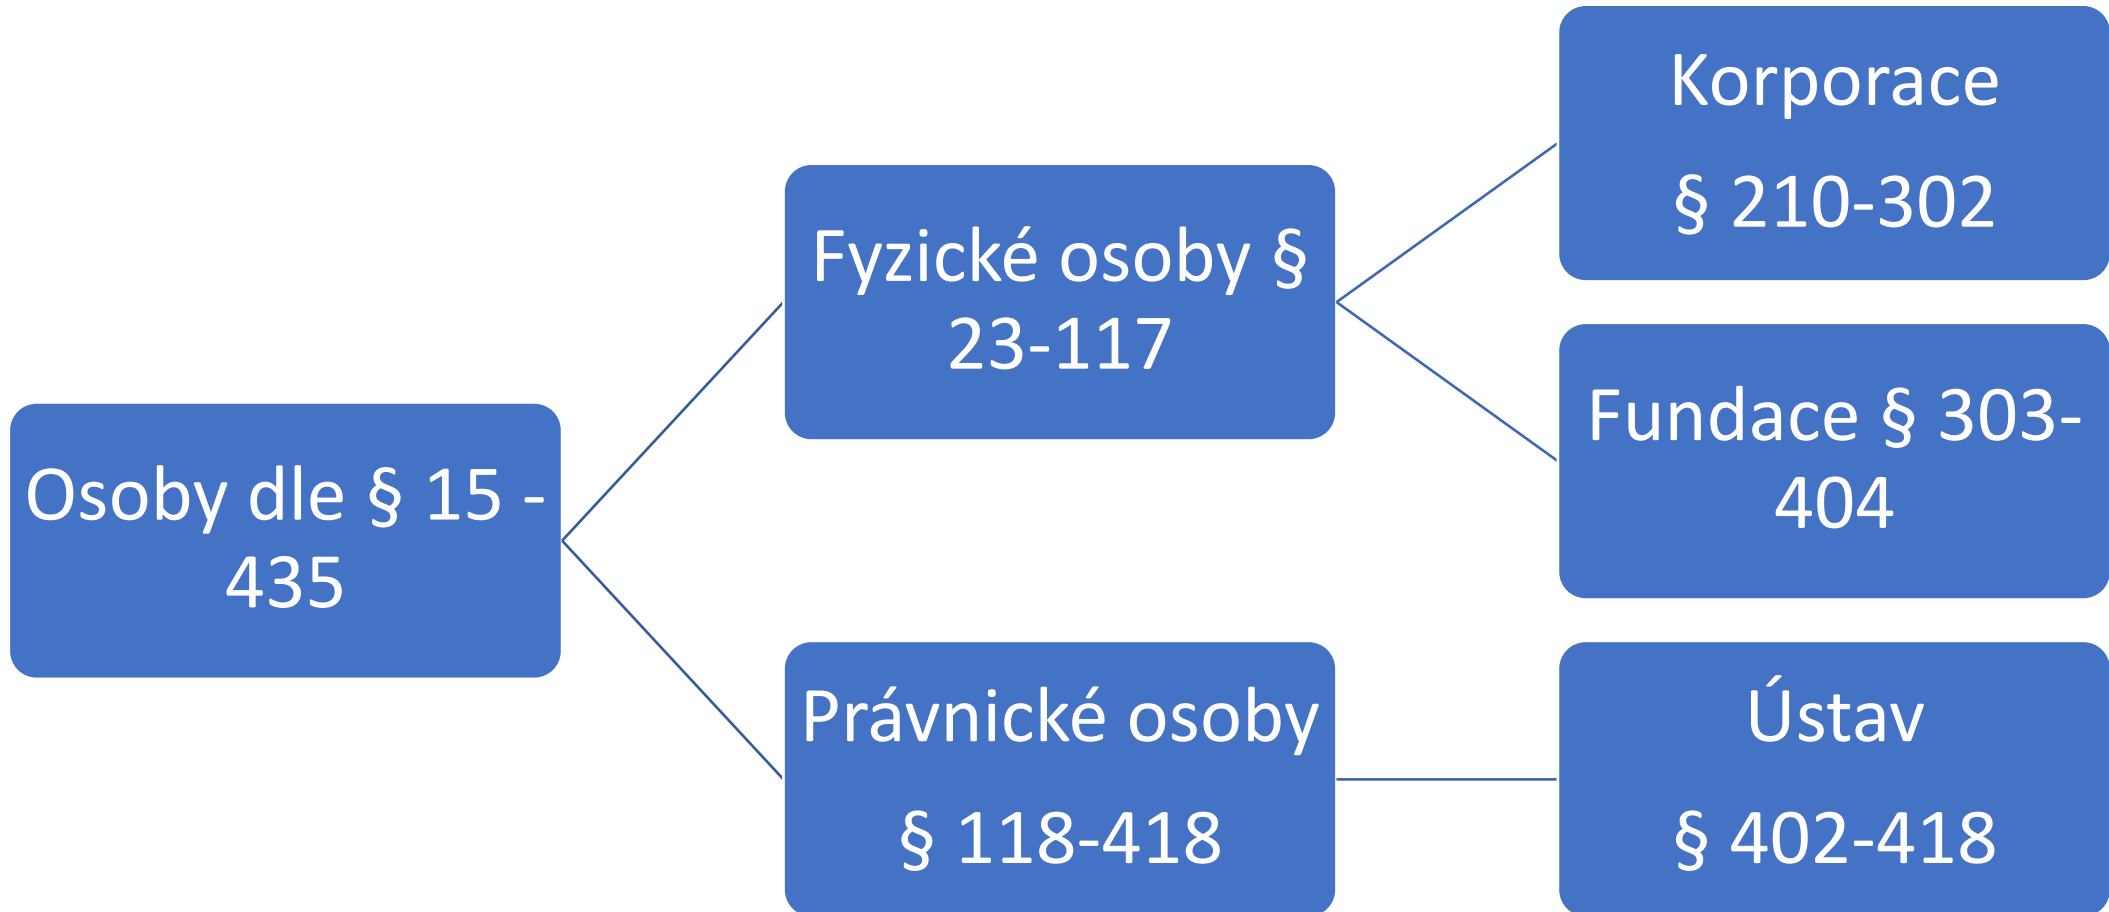 Osoby dle § 15 -
435
Fyzické osoby §
23-117
Korporace
§ 210-302
Fundace § 303-
404
Právnické osoby
§ 118-418
Ústav
§ 402-418